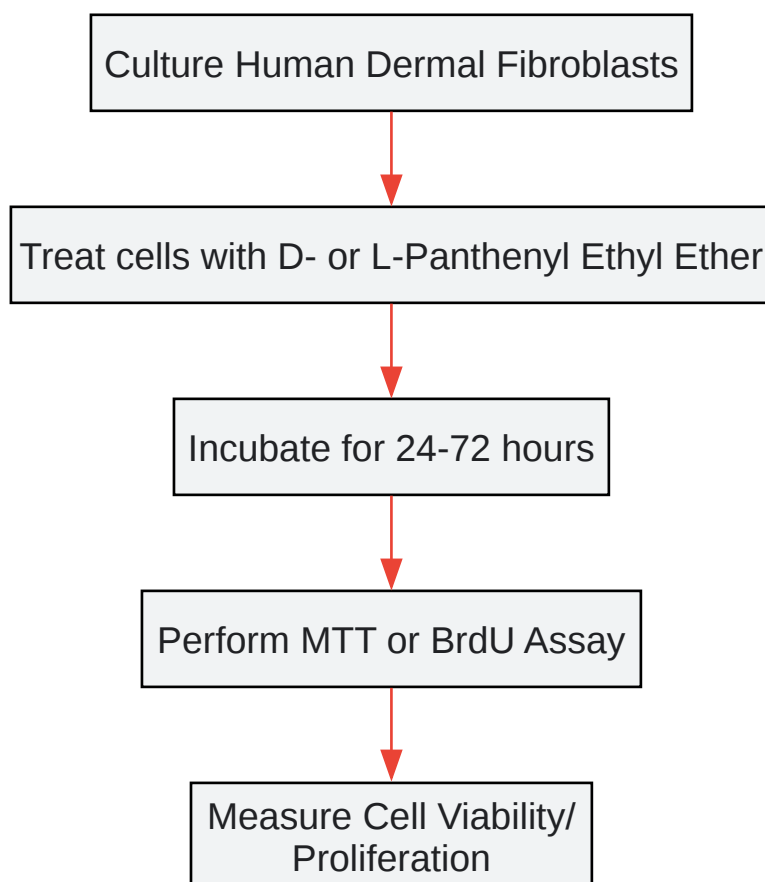 Culture Human Dermal Fibroblasts
Treat cells with D- or L-Panthenyl Ethyl Ether
Incubate for 24-72 hours
Perform MTT or BrdU Assay
Measure Cell Viability/
Proliferation